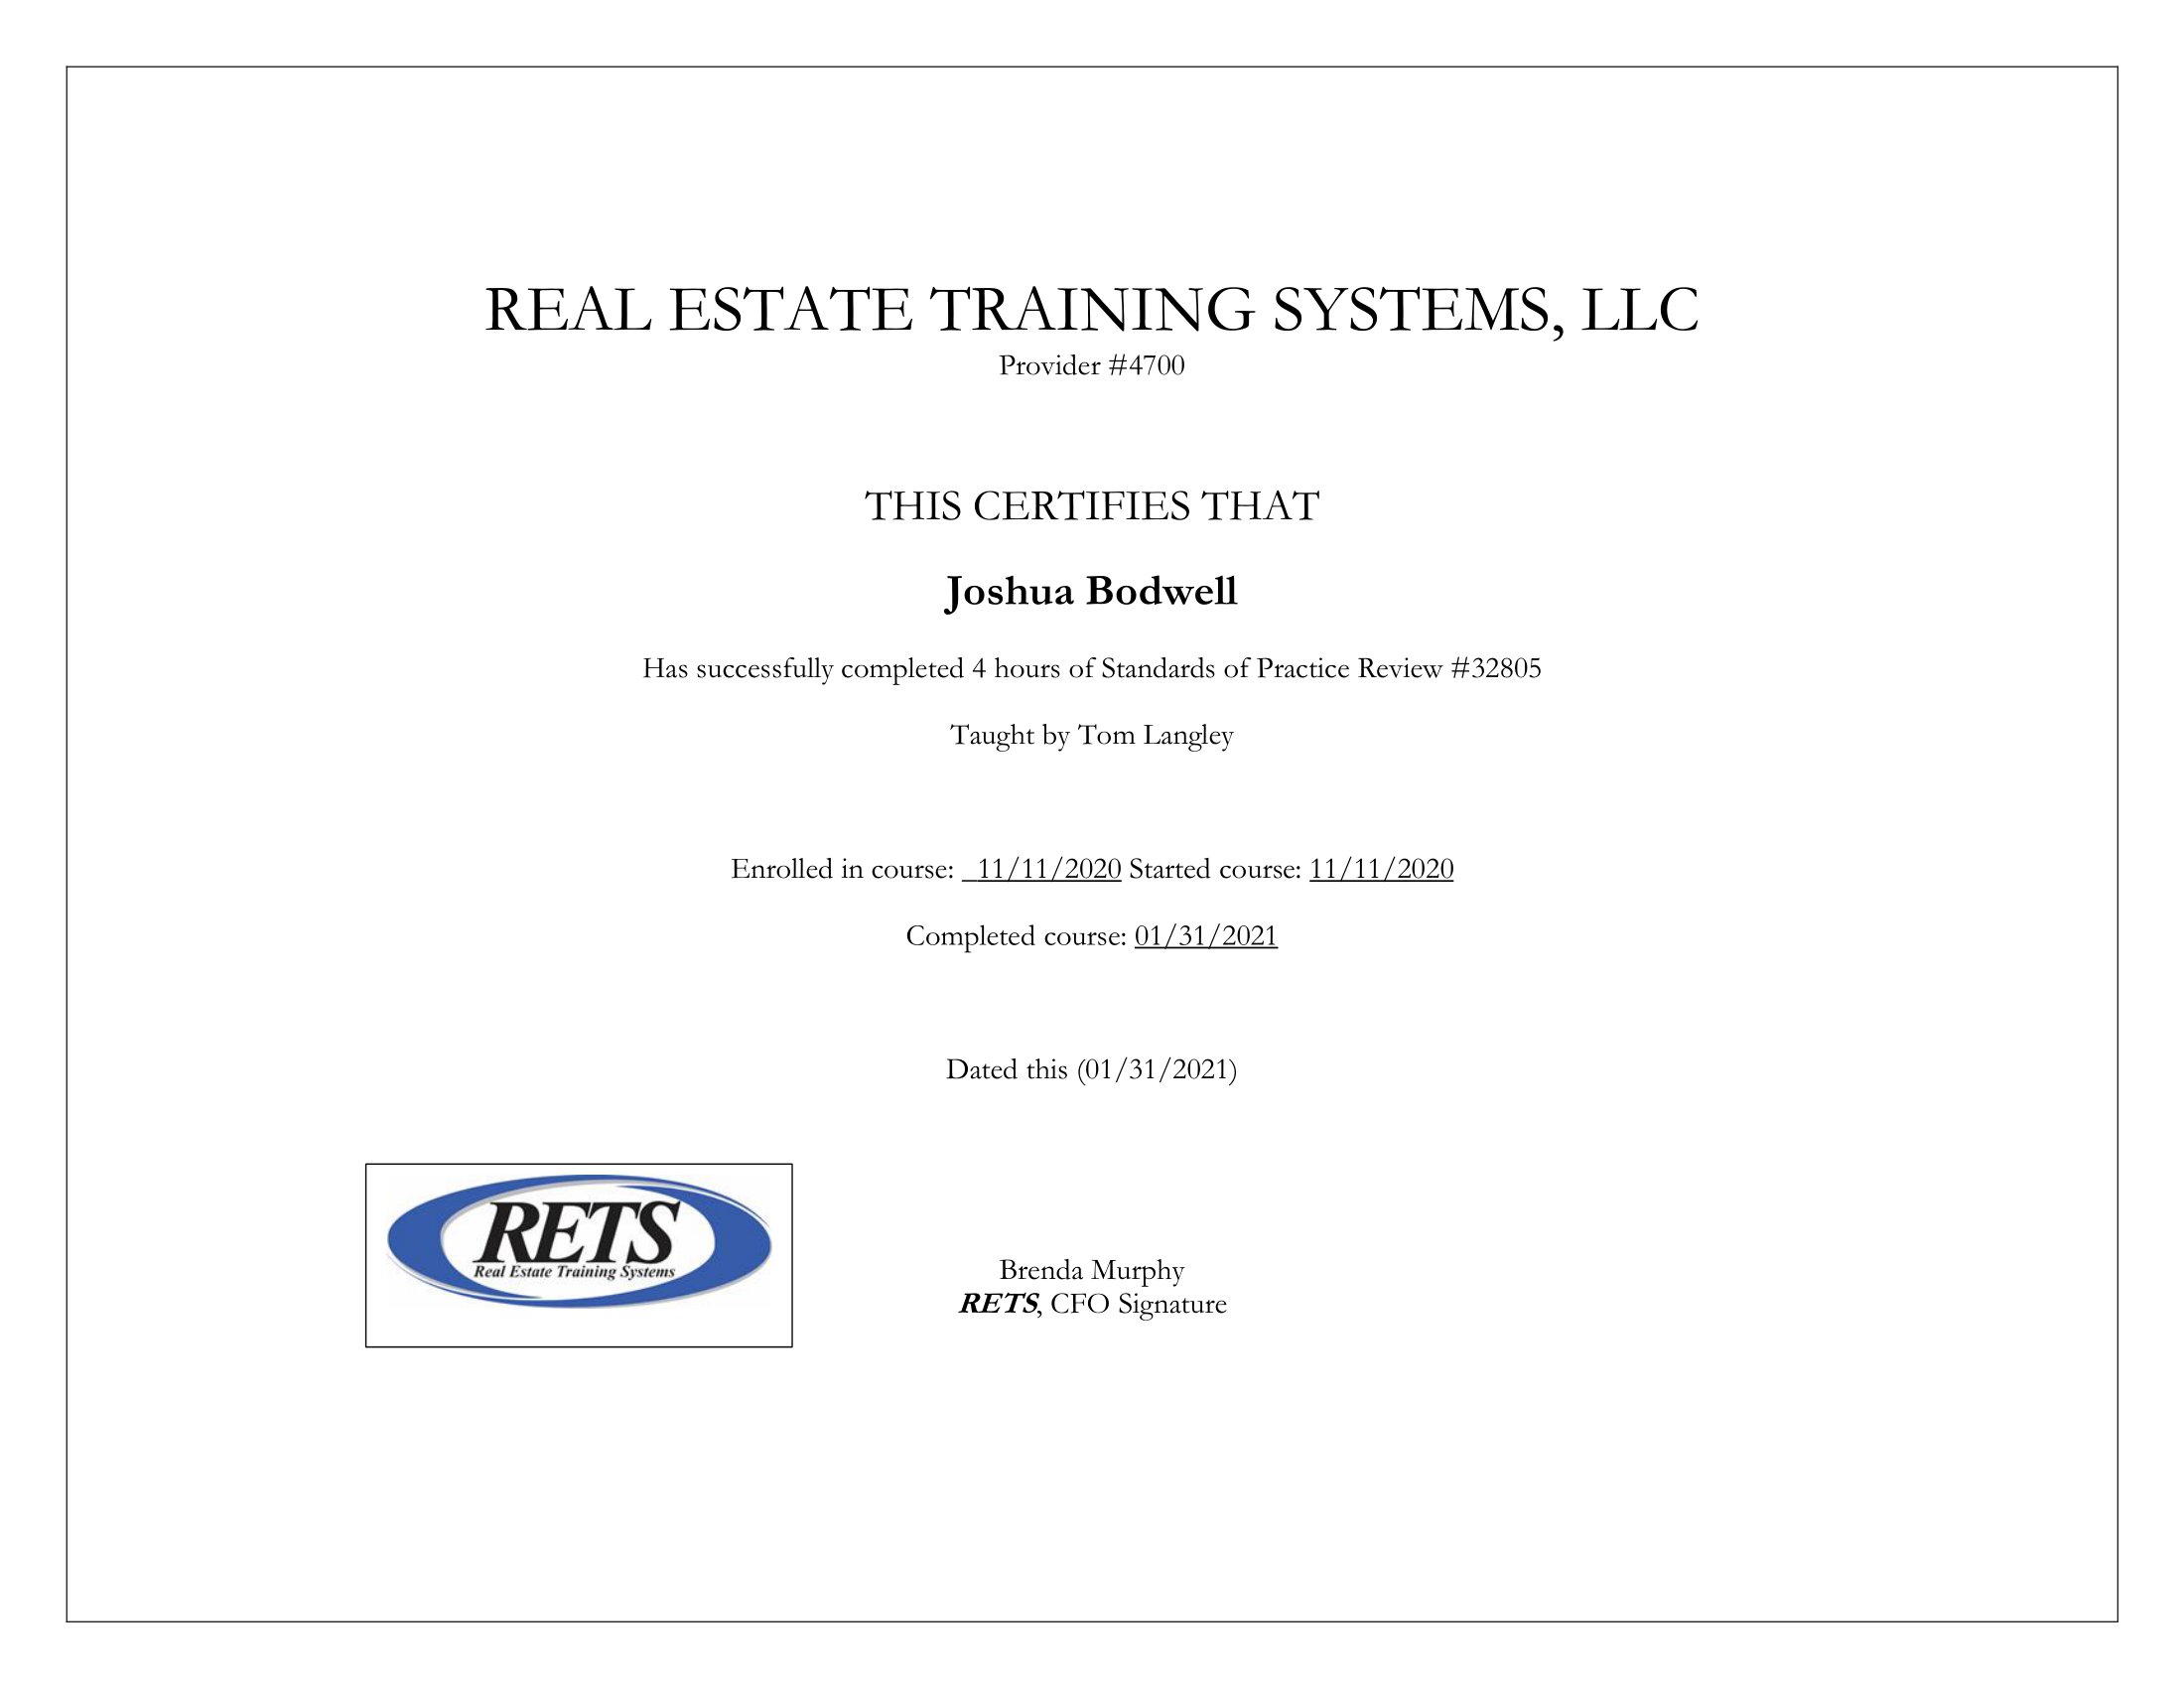 REAL ESTATE TRAINING SYSTEMS, LLC
Provider #4700
THIS CERTIFIES THAT
Joshua Bodwell
Has successfully completed 4 hours of Standards of Practice Review #32805
Taught by Tom Langley
Enrolled in course: _11/11/2020 Started course: 11/11/2020
Completed course: 01/31/2021
Dated this (01/31/2021)
RETS
Real Estate Training Systems
Brenda Murphy
RETS, CFO Signature